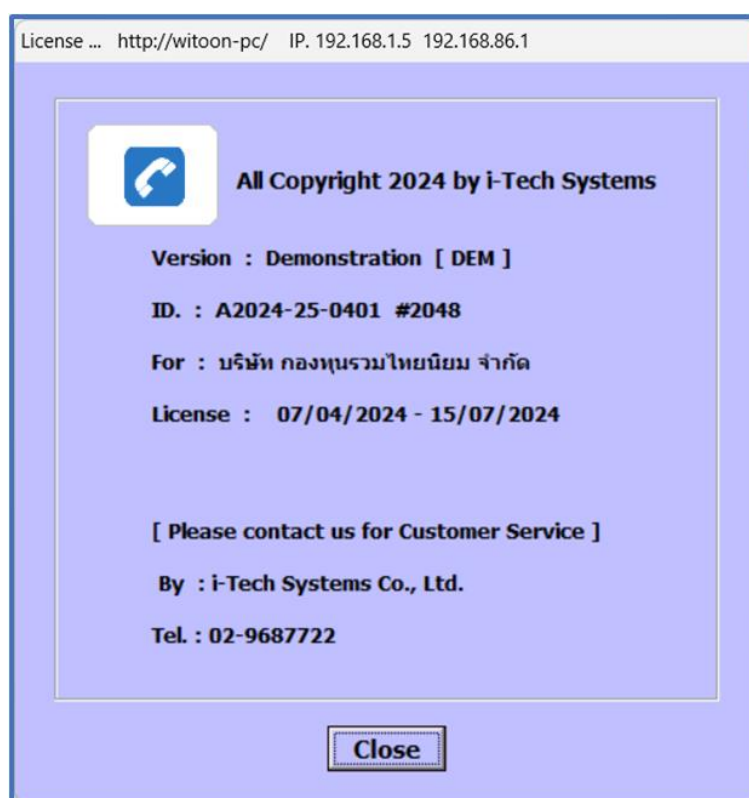 License ... http://witoon-pc/ IP. 192.168.1.5 192.168.86.1
All Copyright 2024 by i-Tech Systems
Version : Demonstration [ DEM ]
ID. : A2024-25-0401 #2048
For : บริษัท กองทุนรวมไทยนิยม จำกัด
License : 07/04/2024 - 15/07/2024
[ Please contact us for Customer Service ]
By : i-Tech Systems Co., Ltd.
Tel. : 02-9687722
Close